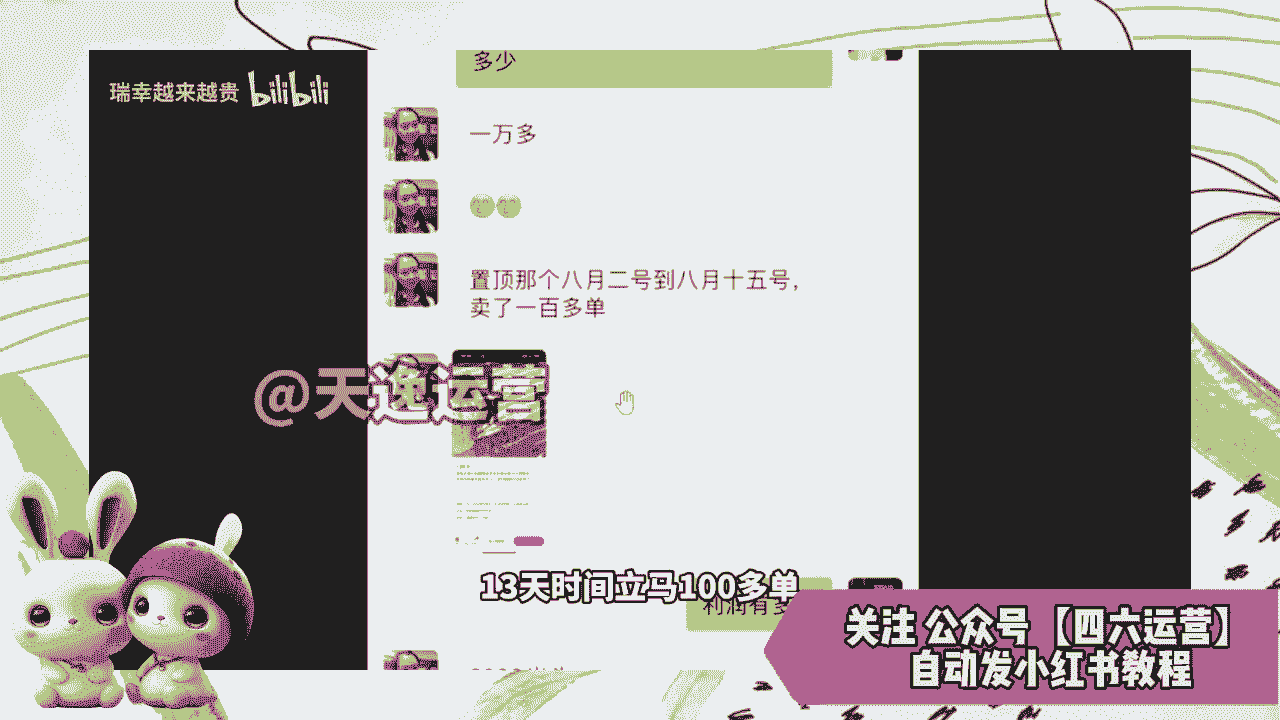 多少
瑞幸越来越贵 bilibili
一万多
置顶那个八月二号到八月十五号,
卖了一百多单
@天逸运营
13天时间立马100多单
利润有多
关注 公众号 【四六运营】
自动发小红书教程